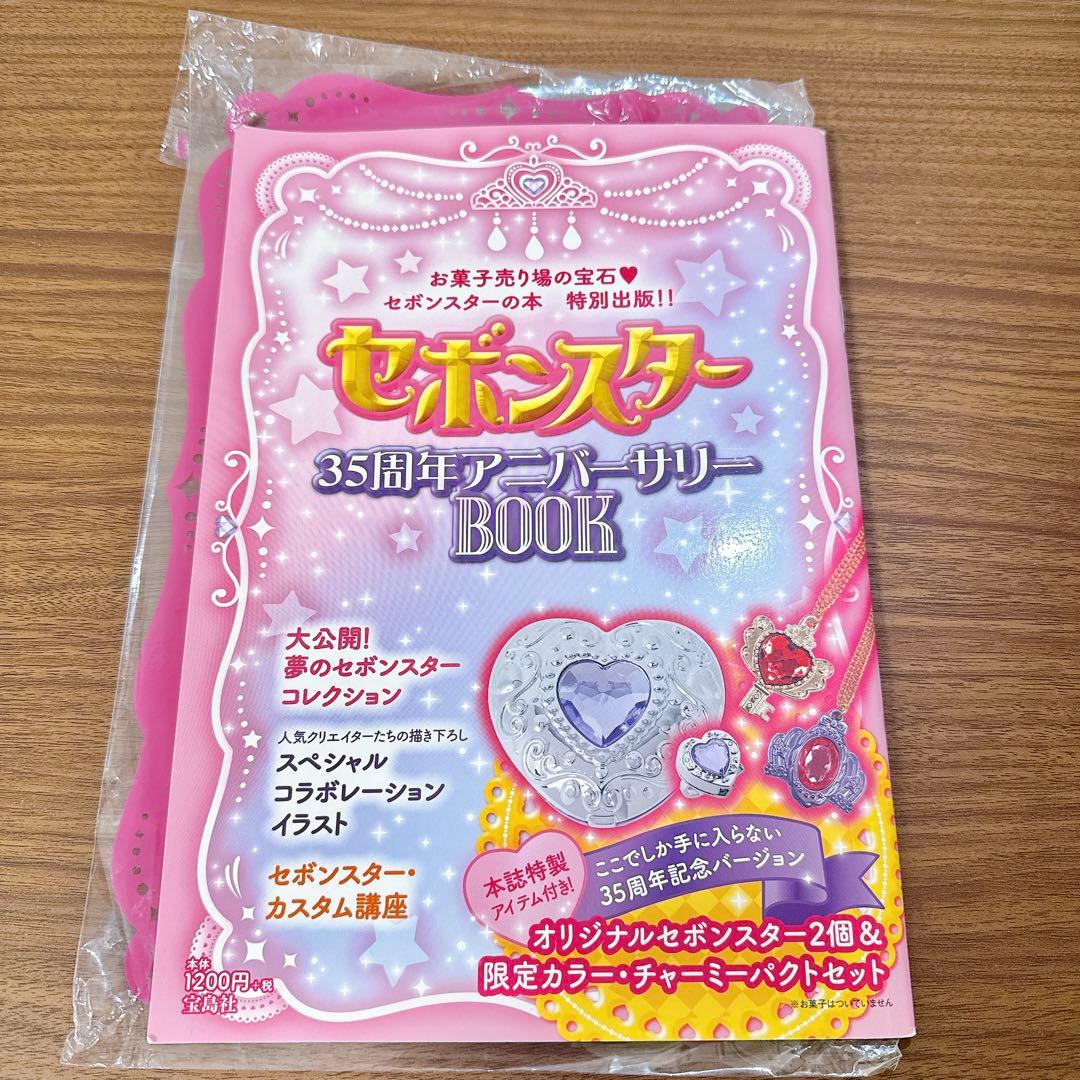 お菓子売り場の宝石♥
セボンスターの本　特別出版!!
セボンスター
35周年アニバーサリー
BOOK
大公開!
夢のセボンスター
コレクション
人気クリエイターたちの描き下ろし
スペシャル
コラボレーション
イラスト
セボンスター・
カスタム講座
本誌特製
アイテム付き!
ここでしか手に入らない
35周年記念バージョン
オリジナルセボンスター2個&
限定カラー・チャーミーパクトセット
※お菓子はついていません
本体
1200円+税
宝島社